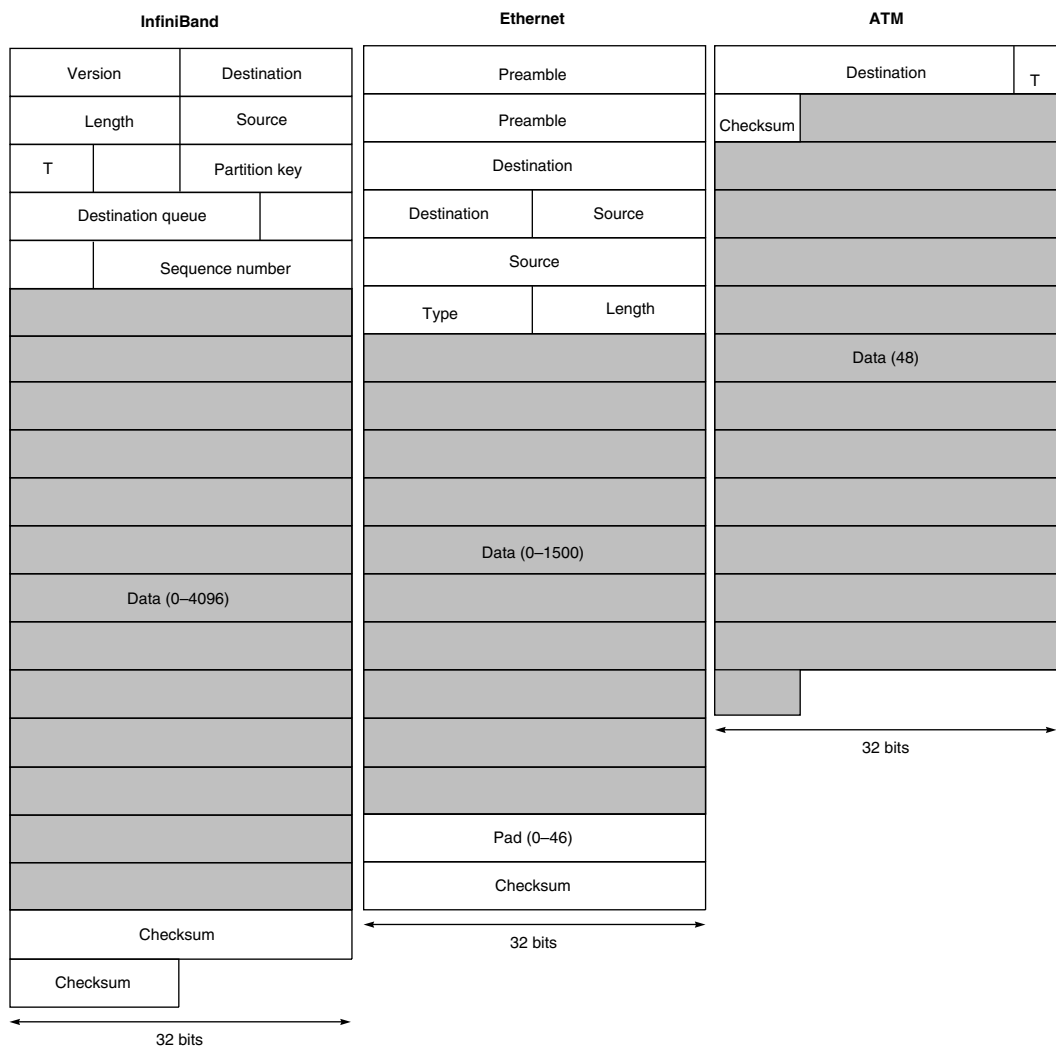 InfiniBand
Version
Destination
Length
Source
T
Partition key
Destination queue
Sequence number
Data (0–4096)
Checksum
Checksum
32 bits
Ethernet
Preamble
Preamble
Destination
Destination
Source
Source
Type
Length
Data (0–1500)
Pad (0–46)
Checksum
32 bits
ATM
Destination
T
Checksum
Data (48)
32 bits